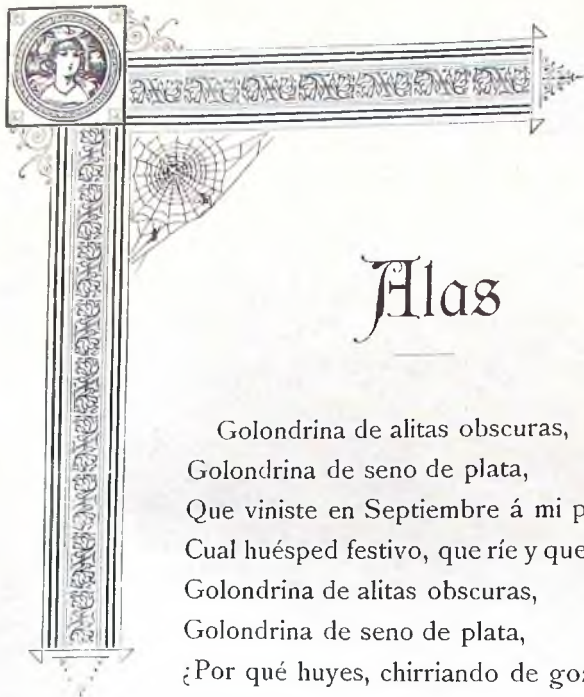 Alas
Golondrina de alitas obscuras,
Golondrina de seno de plata,
Que viniste en Septiembre á mi
Cual huésped festivo, que ríe y que
Golondrina de alitas obscuras,
Golondrina de seno de plata,
¿Por qué huyes, chirriando de